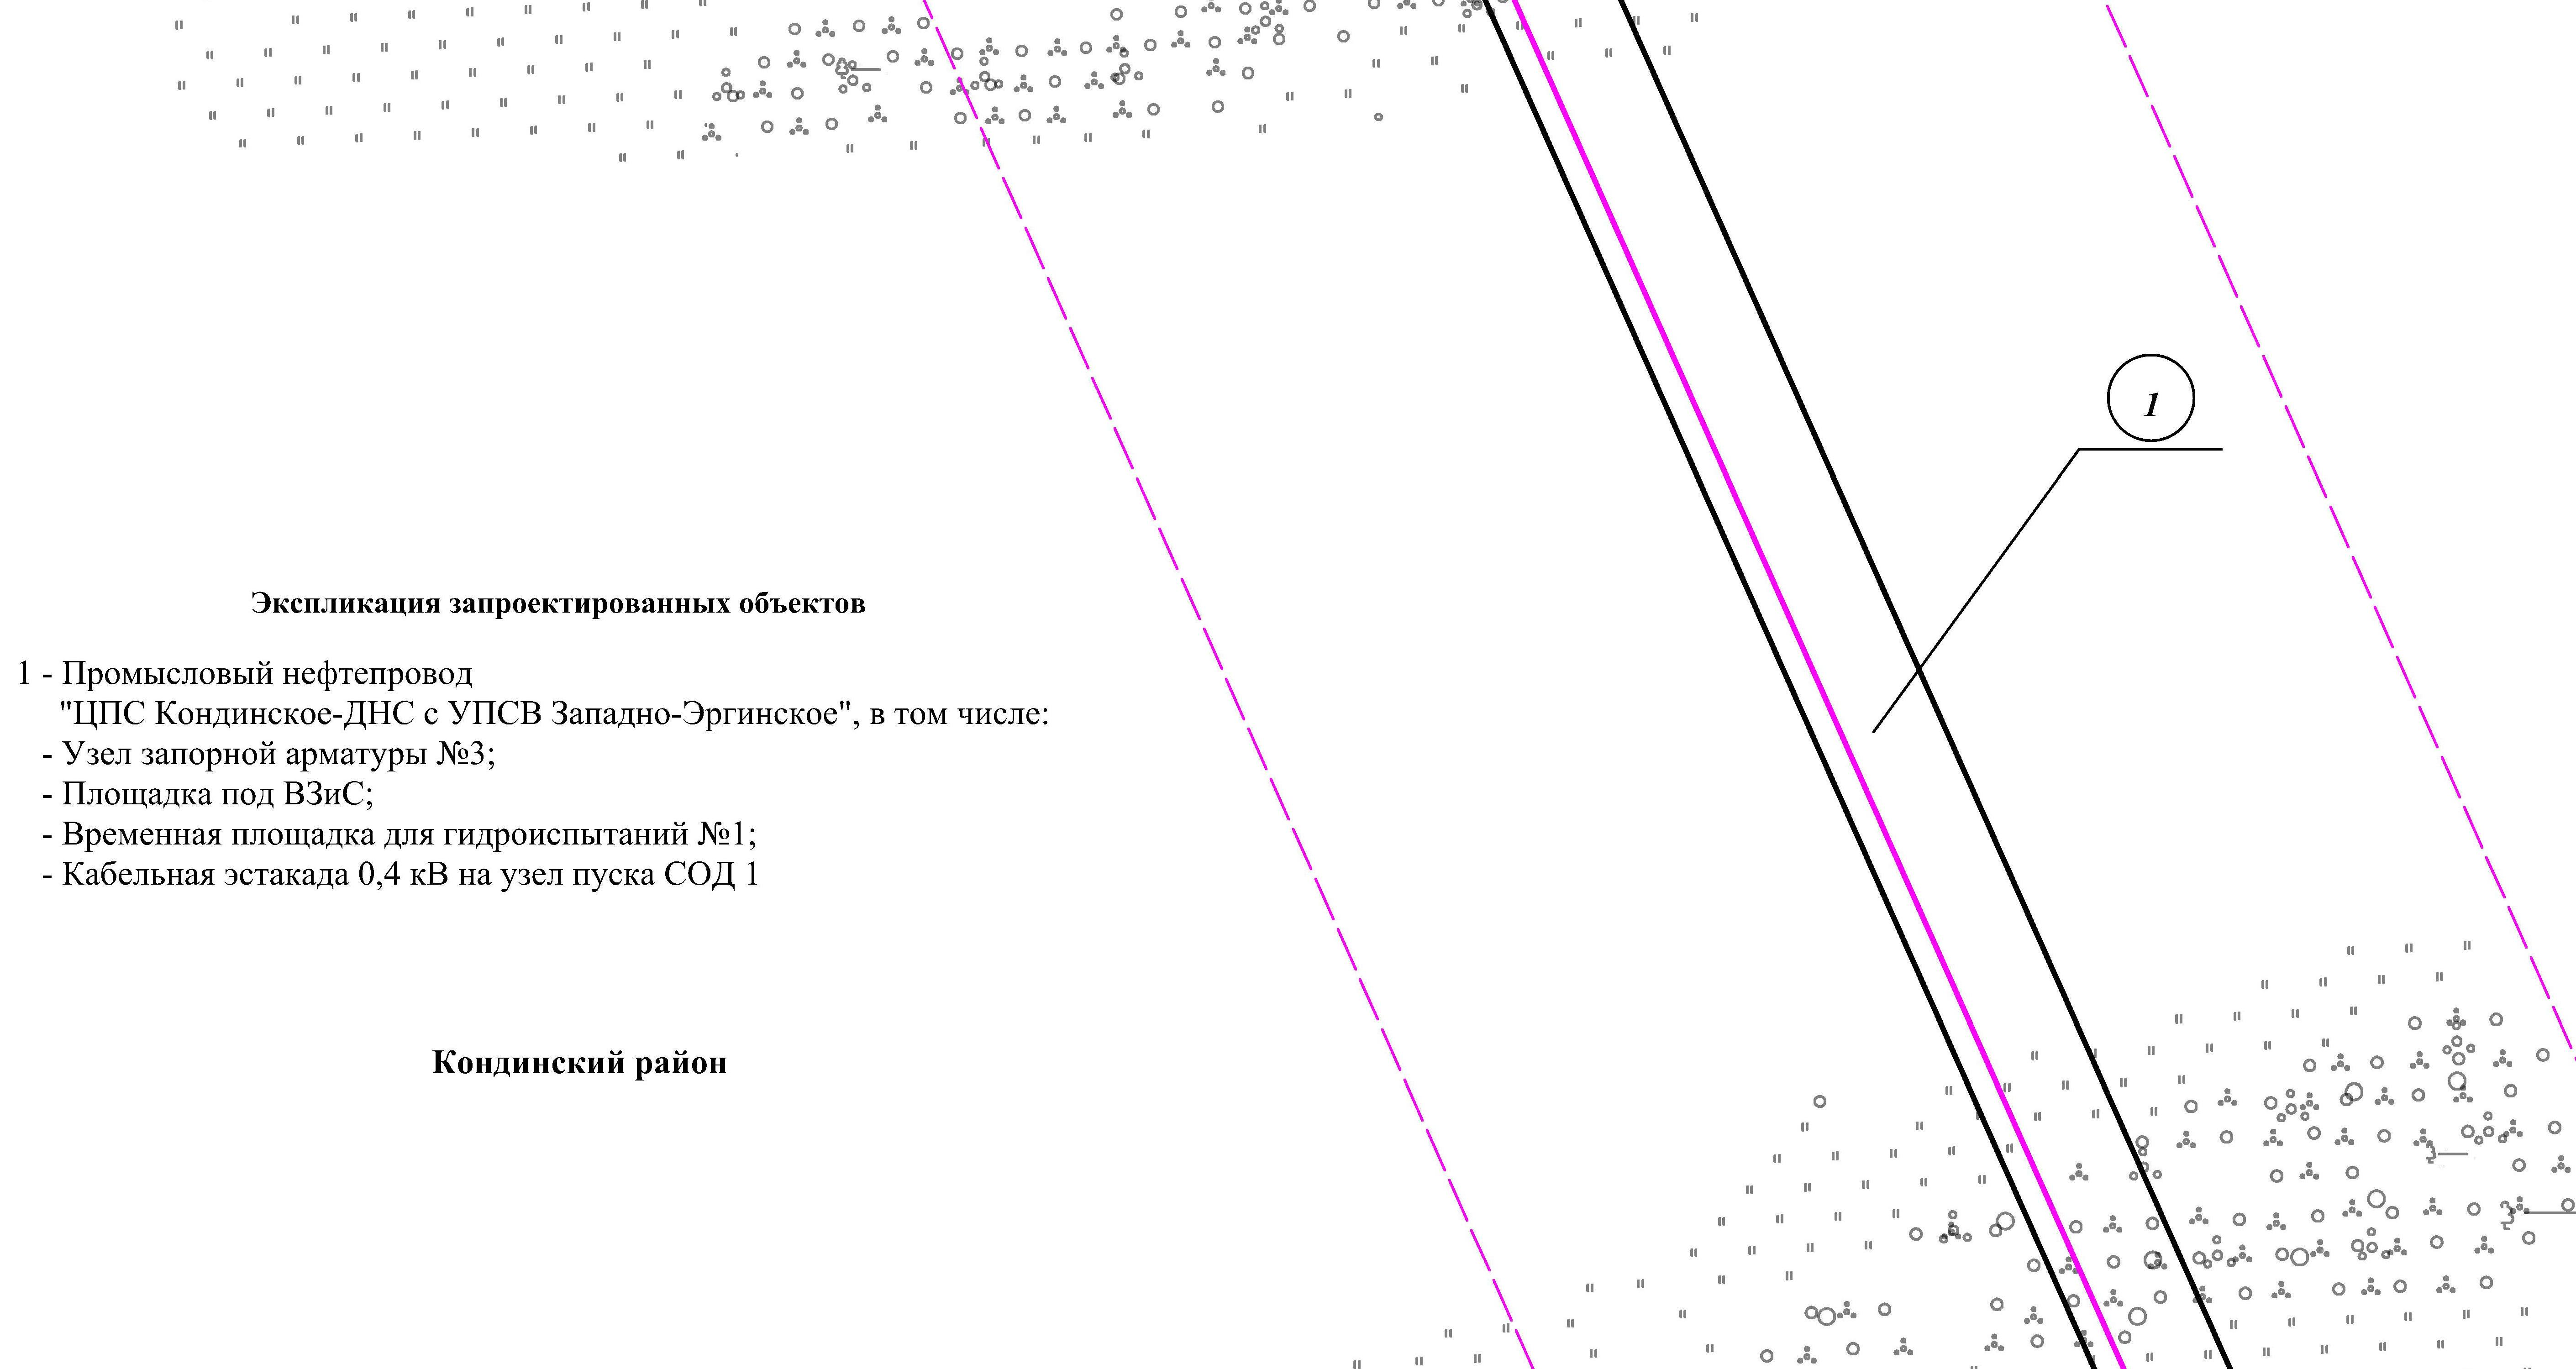 1
Экспликация запроектированных объектов
1 - Промысловый нефтепровод
"ЦПС Кондинское-ДНС с УПСВ Западно-Эргинское", в том числе:
- Узел запорной арматуры №3;
- Площадка под ВЗиС;
- Временная площадка для гидроиспытаний №1;
- Кабельная эстакада 0,4 кВ на узел пуска СОД 1
Кондинский район